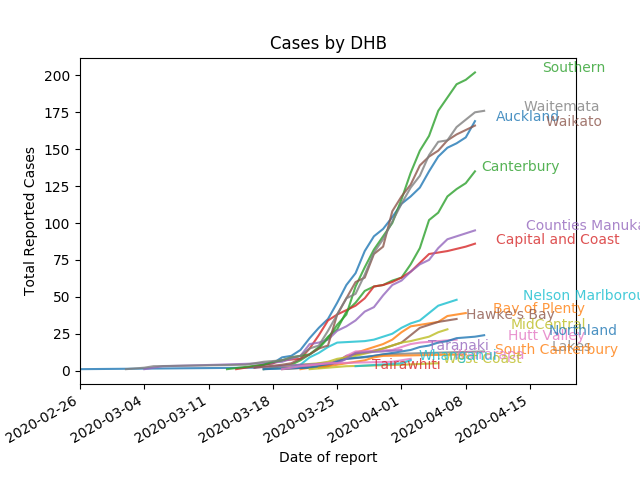 Cases by DHB
Total Reported Cases
200
175
150
125
100
75
50
25
0
Southern
Waitemata
Auckland
Waikato
Canterbury
Counties Manuka
Capital and Coast
Nelson Marlborou
Bay of Plenty
Hawke's Bay
MidCentral
Northland
Hutt Valley
Taranaki
Lakes
South Canterbury
Whanganui
West Coast
Tairāwhiti
2020-02-26
2020-03-04
2020-03-11
2020-03-18
2020-03-25
2020-04-01
2020-04-08
2020-04-15
Date of report